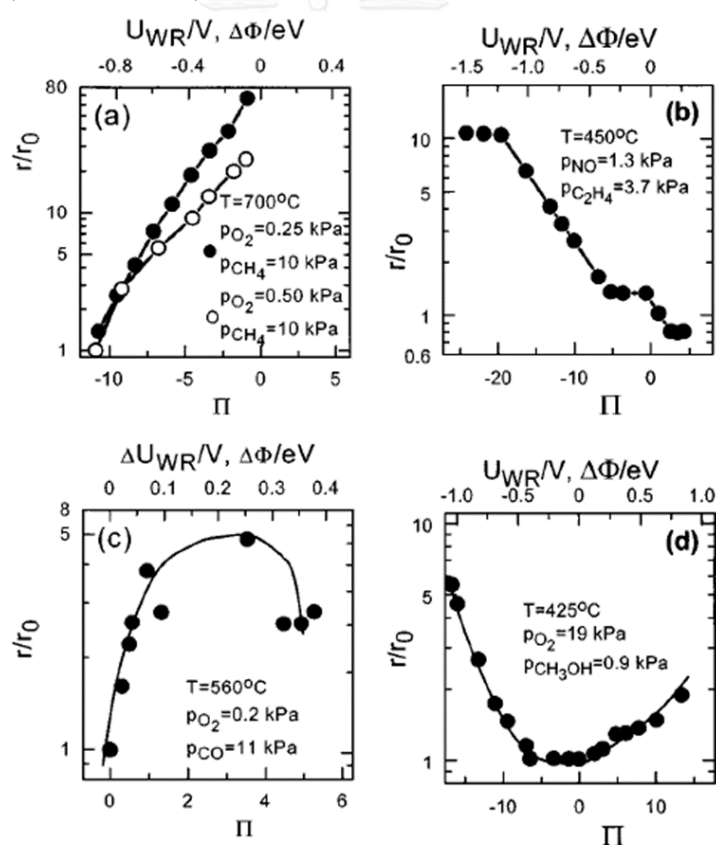 U_WR/V, ΔΦ/eV
-0.8 -0.4 0.0 0.4
80
(a)
10
5
1
r/r₀
T=700°C
p_O₂=0.25 kPa
p_CH₄=10 kPa
p_O₂=0.50 kPa
p_CH₄=10 kPa
-10 -5 0 5
Π
U_WR/V, ΔΦ/eV
-1.5 -1.0 -0.5 0
(b)
10
5
1
0.6
r/r₀
T=450°C
p_NO=1.3 kPa
p_C₂H₄=3.7 kPa
-20 -10 0
Π
ΔU_WR/V, ΔΦ/eV
0 0.1 0.2 0.3 0.4
8
5
(c)
1
r/r₀
T=560°C
p_O₂=0.2 kPa
p_CO=11 kPa
0 2 4 6
Π
U_WR/V, ΔΦ/eV
-1.0 -0.5 0.0 0.5 1.0
(d)
10
5
1
r/r₀
T=425°C
p_O₂=19 kPa
p_CH₃OH=0.9 kPa
-10 0 10
Π